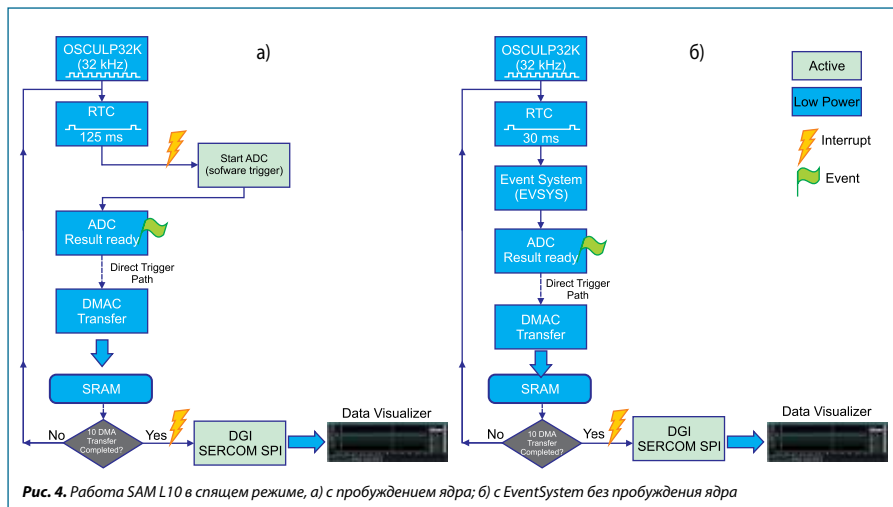 а)
OSCULP32K
(32 kHz)
RTC
125 ms
Start ADC
(sofware trigger)
ADC
Result ready
Direct Trigger
Path
DMAC
Transfer
SRAM
10 DMA
Transfer
Completed?
No
Yes
DGI
SERCOM SPI
Data Visualizer
б)
OSCULP32K
(32 kHz)
RTC
30 ms
Event System
(EVSYS)
ADC
Result ready
Direct Trigger
Path
DMAC
Transfer
SRAM
10 DMA
Transfer
Completed?
No
Yes
DGI
SERCOM SPI
Data Visualizer
Active
Low Power
Interrupt
Event
Рис. 4. Работа SAM L10 в спящем режиме, а) с пробуждением ядра; б) с EventSystem без пробуждения ядра